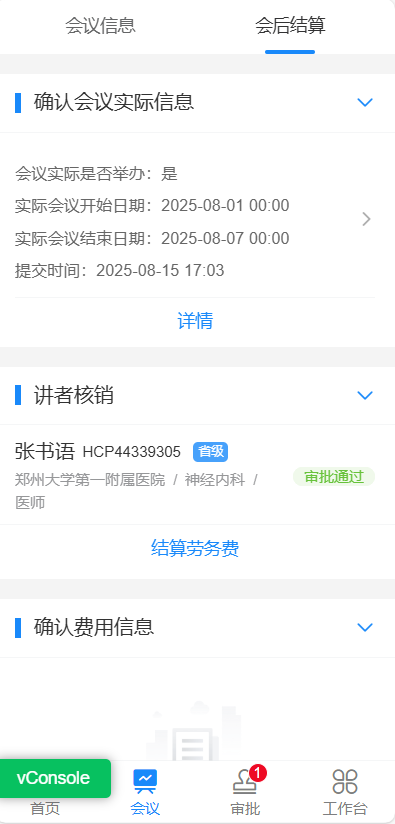 会议信息
会后结算
确认会议实际信息
会议实际是否举办：是
实际会议开始日期：2025-08-01 00:00
实际会议结束日期：2025-08-07 00:00
提交时间：2025-08-15 17:03
详情
讲者核销
张书语 HCP44339305 省级
郑州大学第一附属医院 / 神经内科 /
医师
审批通过
结算劳务费
确认费用信息
vConsole
1
首页
会议
审批
工作台